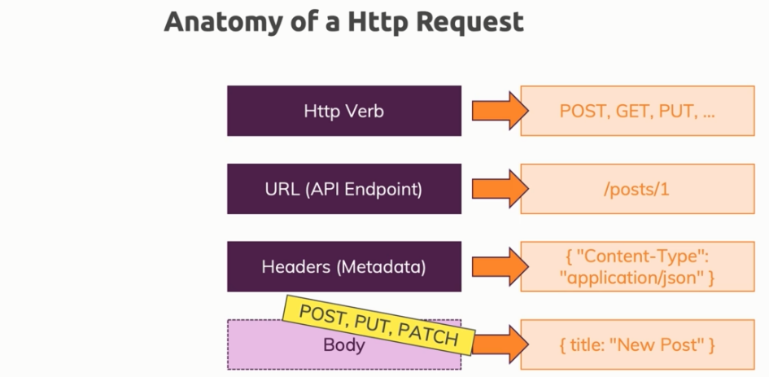 Anatomy of a Http Request
Http Verb
POST, GET, PUT, ...
URL (API Endpoint)
/posts/1
Headers (Metadata)
{ "Content-Type":
"application/json" }
POST, PUT, PATCH
Body
{ title: "New Post" }